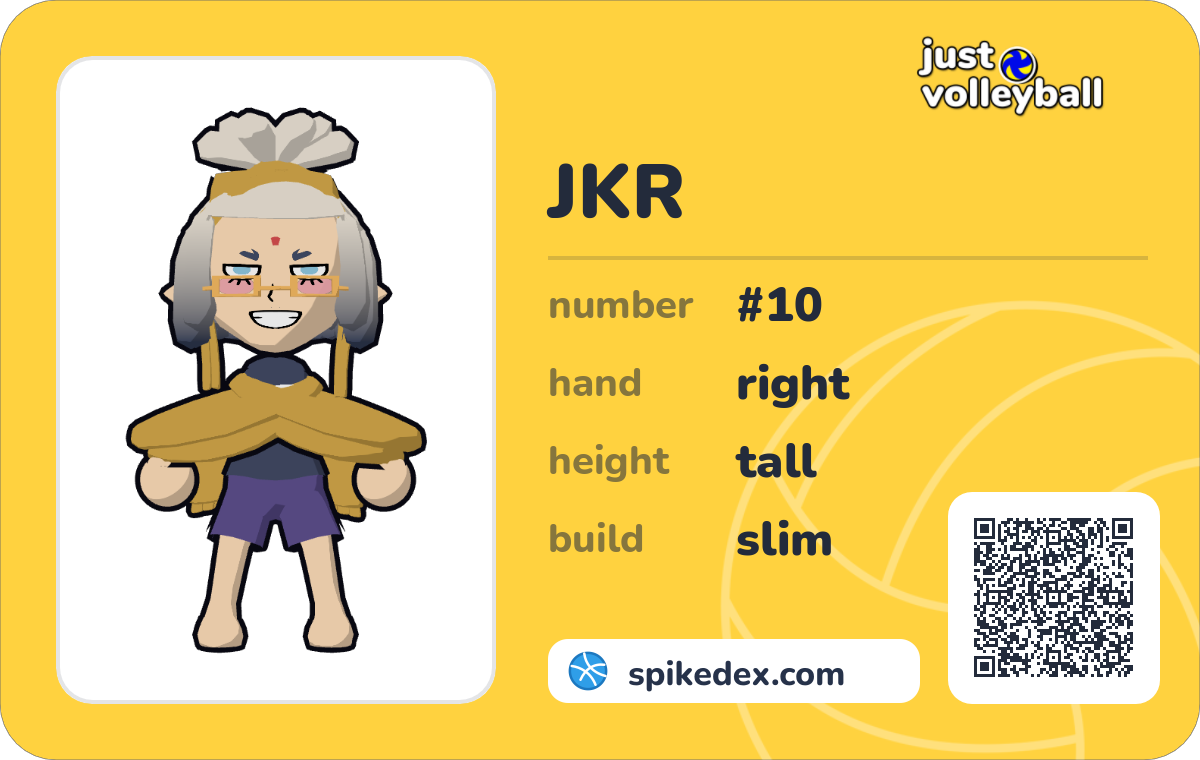 just
volleyball
JKR
number #10
hand right
height tall
build slim
spikedex.com